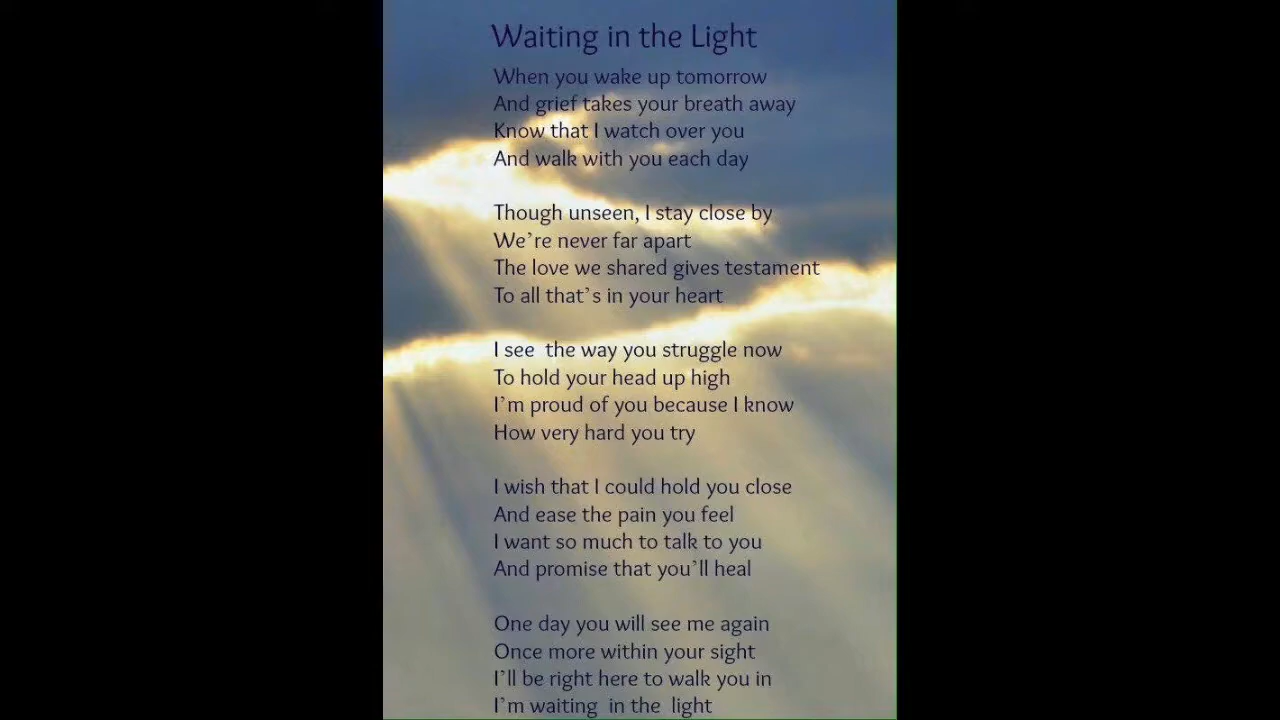 Waiting in the Light
When you wake up tomorrow
And grief takes your breath away
Know that I watch over you
And walk with you each day
Though unseen, I stay close by
We're never far apart
The love we shared gives testament
To all that's in your heart
I see the way you struggle now
To hold your head up high
I'm proud of you because I know
How very hard you try
I wish that I could hold you close
And ease the pain you feel
I want so much to talk to you
And promise that you'll heal
One day you will see me again
Once more within your sight
I'll be right here to walk you in
I'm waiting in the light